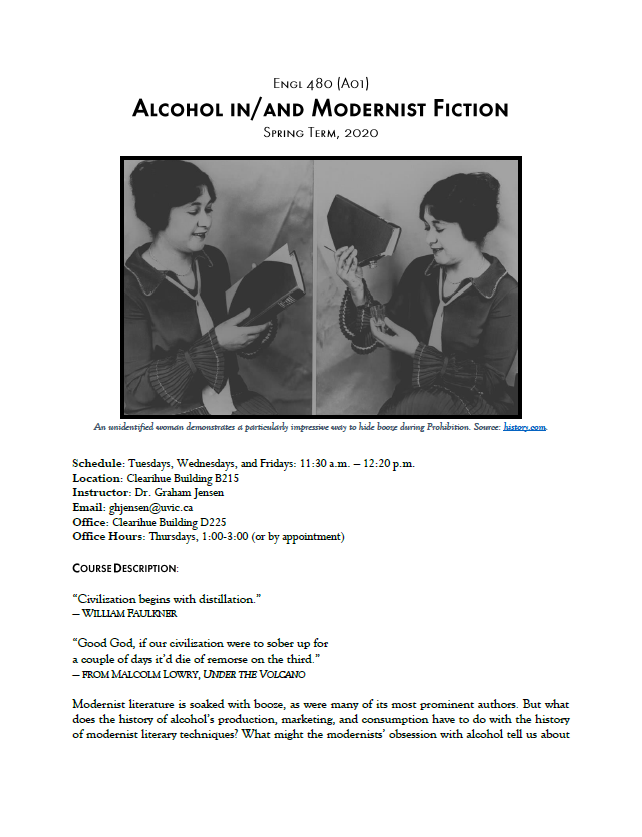 ENGL 480 (A01)
ALCOHOL IN/AND MODERNIST FICTION
SPRING TERM, 2020
An unidentified woman demonstrates a particularly impressive way to hide booze during Prohibition. Source: history.com.
Schedule: Tuesdays, Wednesdays, and Fridays: 11:30 a.m. – 12:20 p.m.
Location: Clearihue Building B215
Instructor: Dr. Graham Jensen
Email: ghjensen@uvic.ca
Office: Clearihue Building D225
Office Hours: Thursdays, 1:00-3:00 (or by appointment)
COURSE DESCRIPTION:
“Civilization begins with distillation.”
– WILLIAM FAULKNER
“Good God, if our civilization were to sober up for
a couple of days it’d die of remorse on the third.”
– FROM MALCOLM LOWRY, UNDER THE VOLCANO
Modernist literature is soaked with booze, as were many of its most prominent authors. But what
does the history of alcohol’s production, marketing, and consumption have to do with the history
of modernist literary techniques? What might the modernists’ obsession with alcohol tell us about